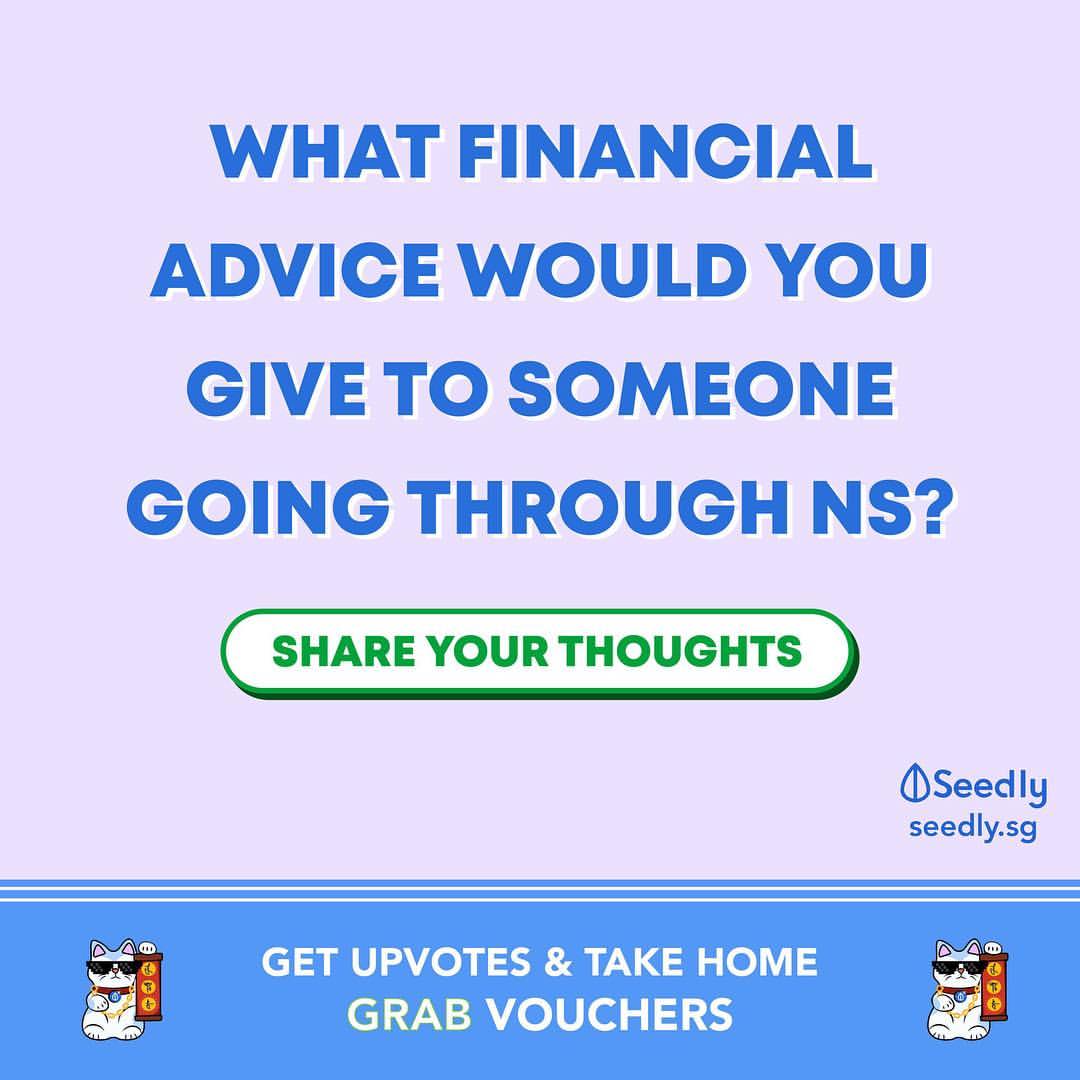 WHAT FINANCIAL
ADVICE WOULD YOU
GIVE TO SOMEONE
GOING THROUGH NS?
SHARE YOUR THOUGHTS
Seedly
seedly.sg
GET UPVOTES & TAKE HOME
GRAB VOUCHERS